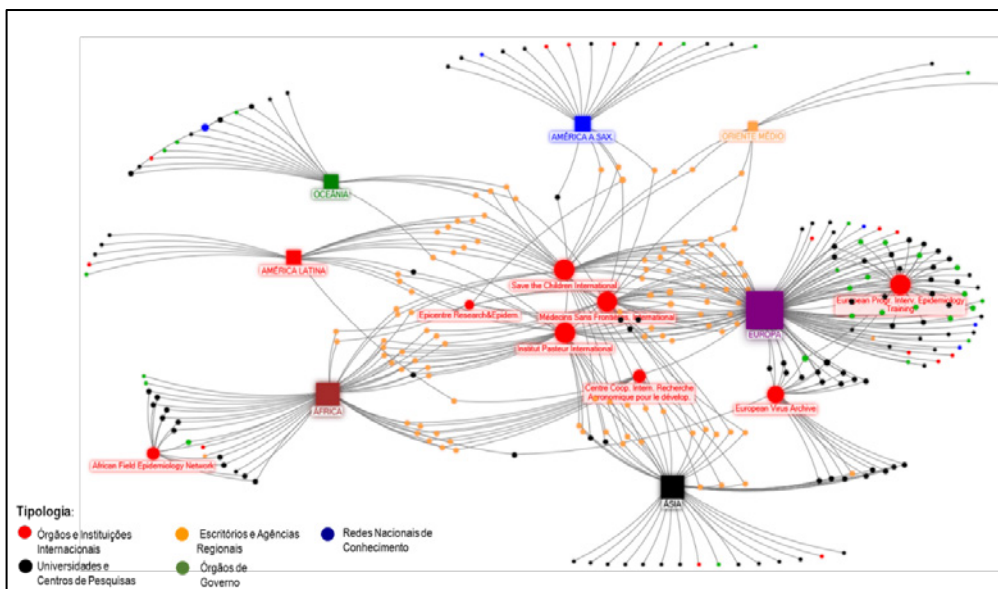 AMÉRICA A.SAX.
ORIENTE MÉDIO
OCEÂNIA
AMÉRICA LATINA
Save the Children International
European Progr. Interv. Epidemiology
Training
Epicentre Research&Epidem.
Médecins Sans Frontières International
EUROPA
Institut Pasteur International
Centre Coop. Intern. Recherche
Agronomique pour le dévelop.
ÁFRICA
European Virus Archive
African Field Epidemiology Network
ÁSIA
Tipologia:
Órgãos e Instituições
Internacionais
Escritórios e Agências
Regionais
Redes Nacionais de
Conhecimento
Universidades e
Centros de Pesquisas
Órgãos de
Governo